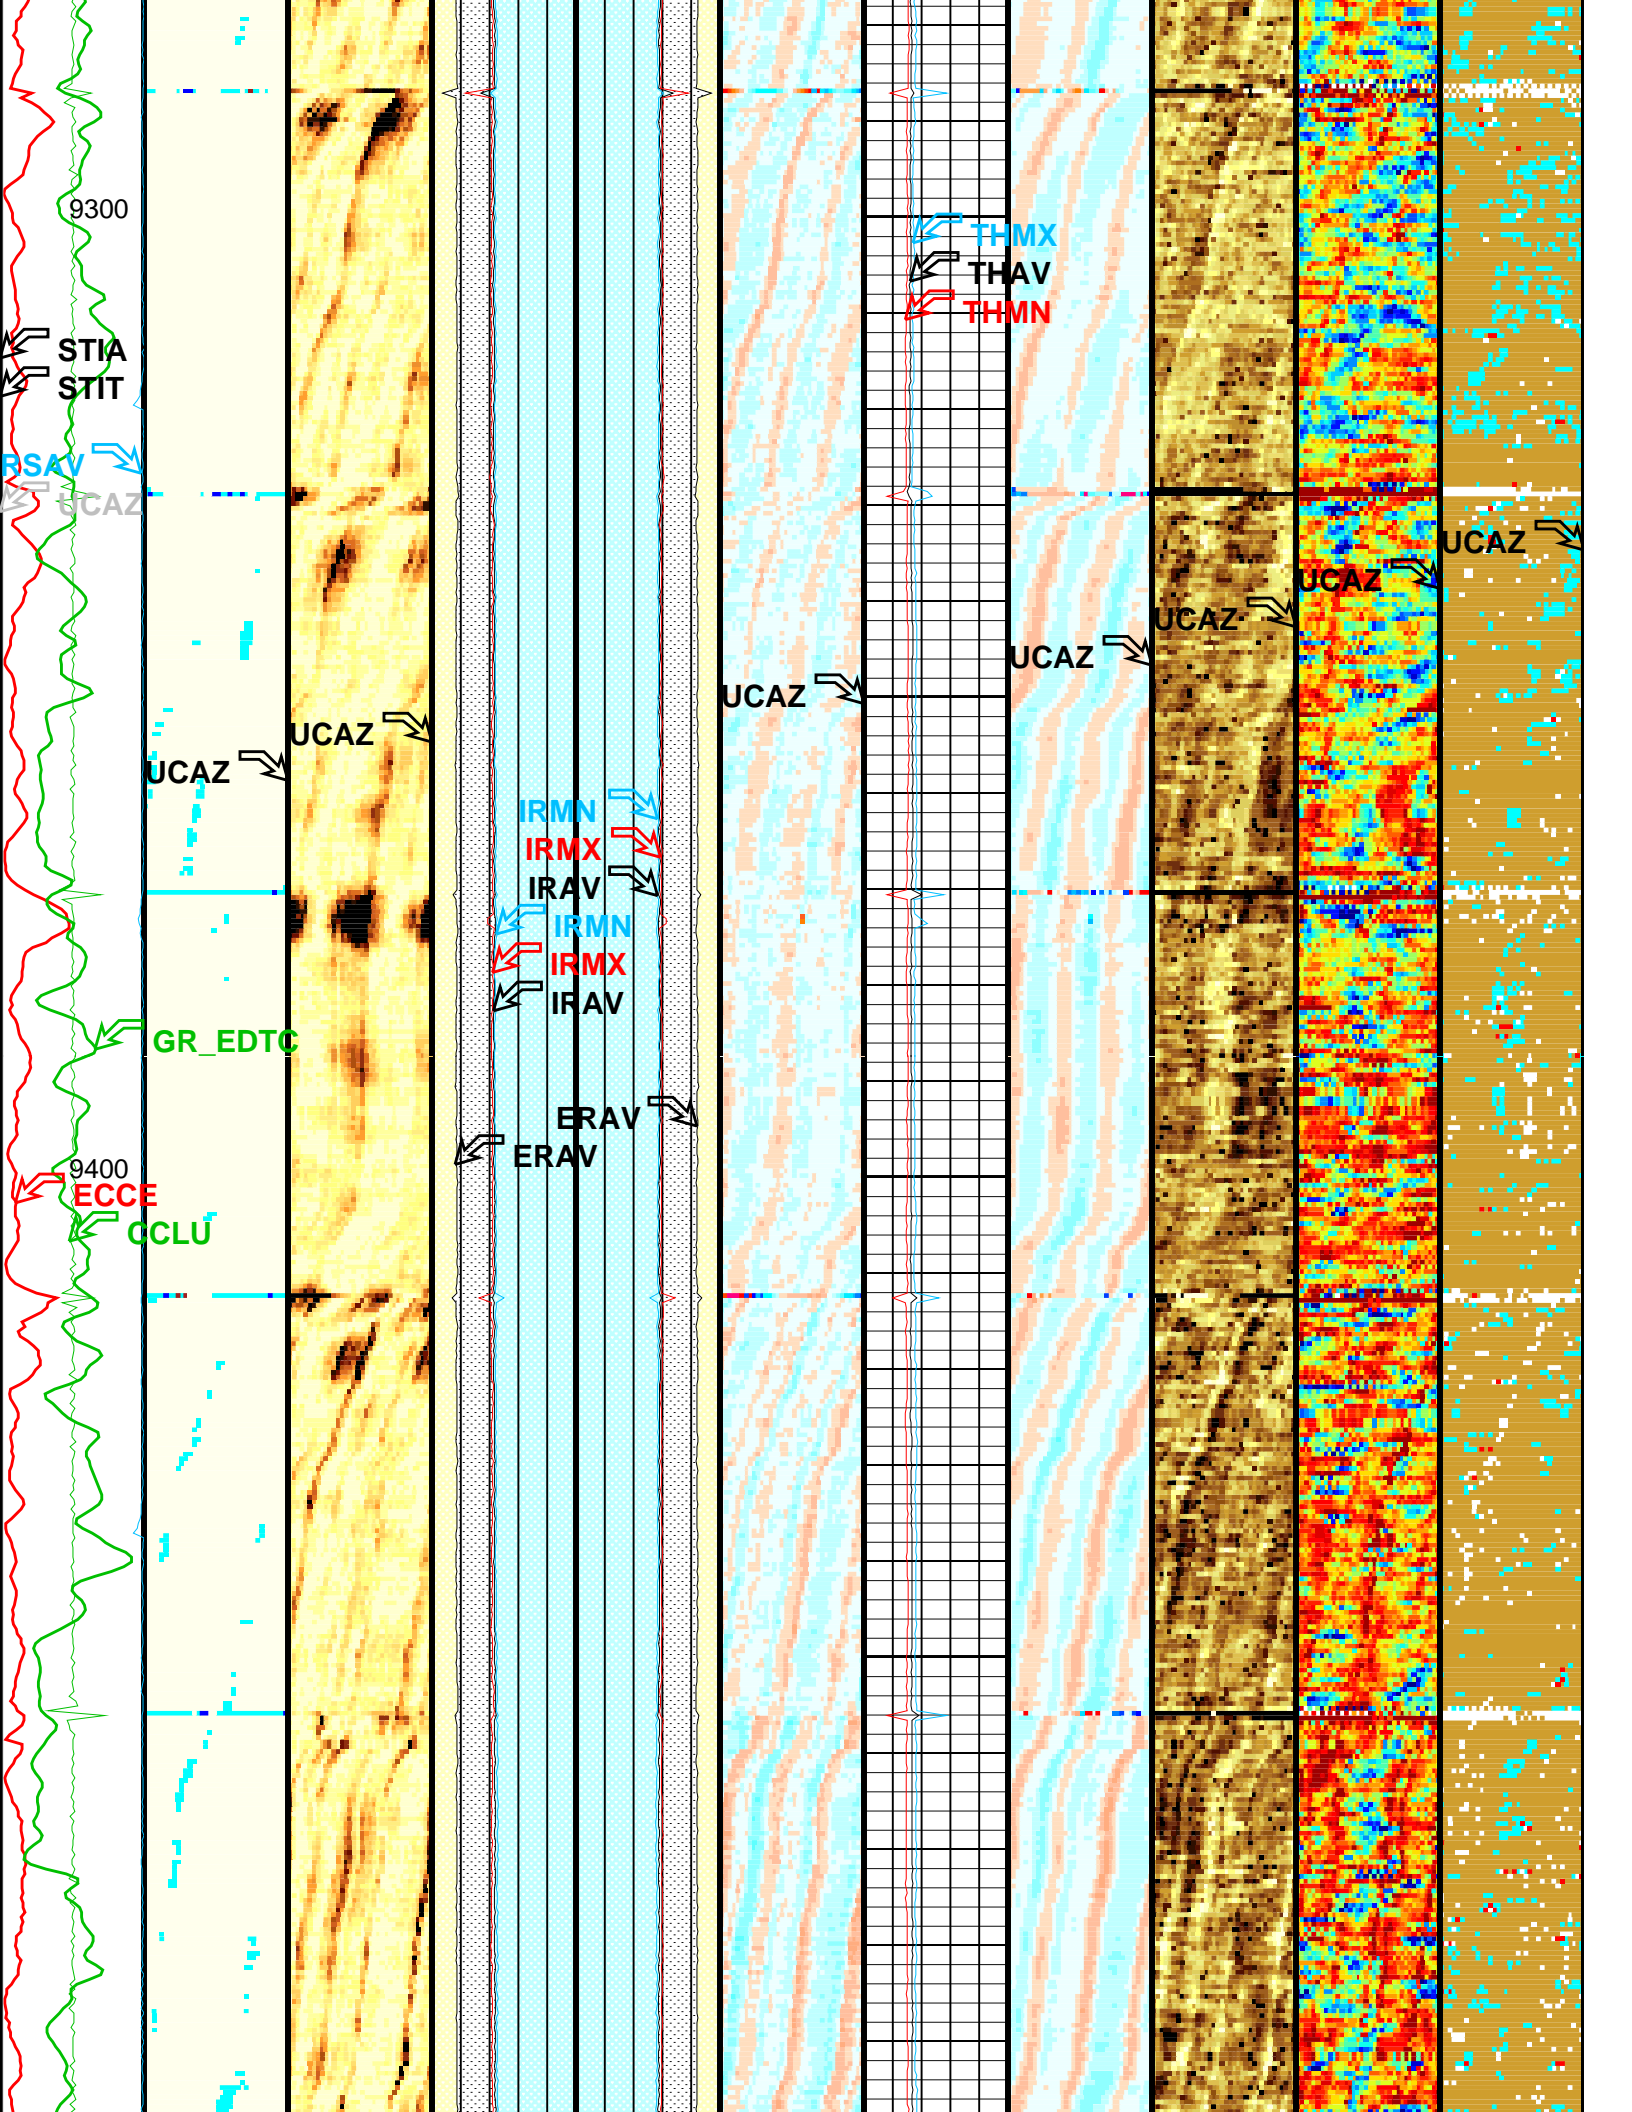 9300
THMX
THAV
THMN
STIA
STIT
RSAV
UCAZ
UCAZ
UCAZ
UCAZ
UCAZ
UCAZ
UCAZ
UCAZ
IRMN
IRMX
IRAV
IRMN
IRMX
IRAV
GR_EDTC
ERAV
ERAV
9400
ECCE
CCLU